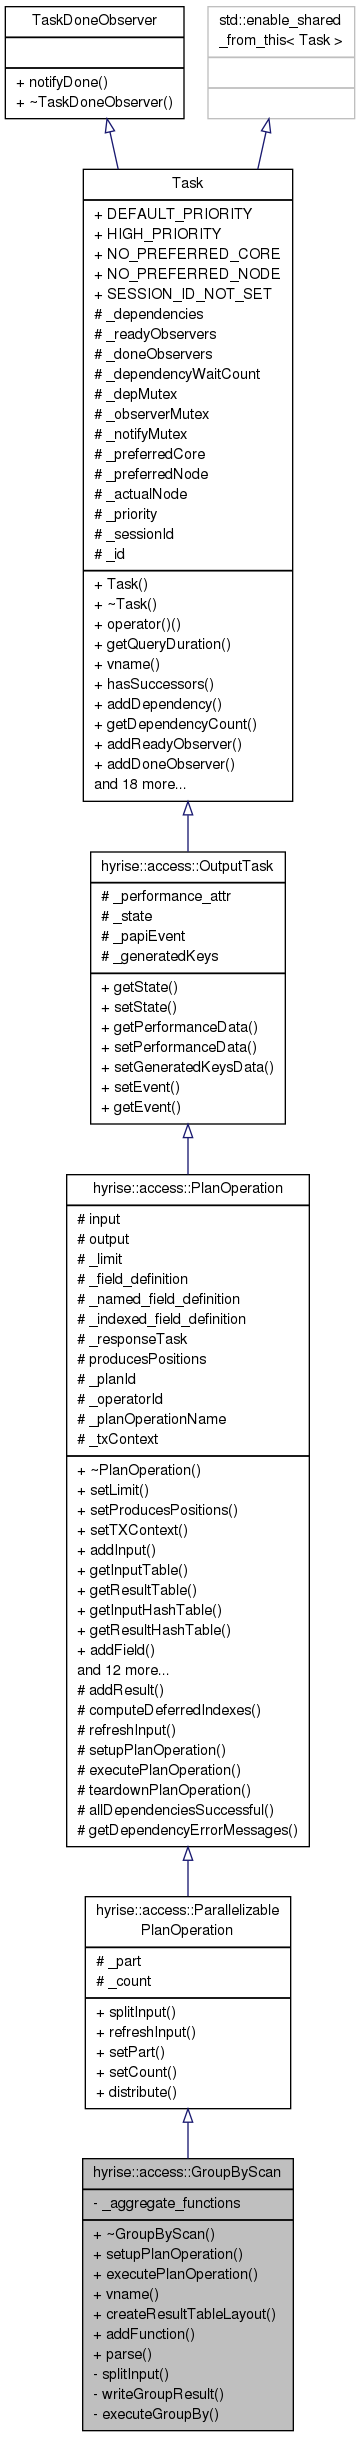 TaskDoneObserver
+ notifyDone()
+ ~TaskDoneObserver()
std::enable_shared
_from_this< Task >
Task
+ DEFAULT_PRIORITY
+ HIGH_PRIORITY
+ NO_PREFERRED_CORE
+ NO_PREFERRED_NODE
+ SESSION_ID_NOT_SET
# _dependencies
# _readyObservers
# _doneObservers
# _dependencyWaitCount
# _depMutex
# _observerMutex
# _notifyMutex
# _preferredCore
# _preferredNode
# _actualNode
# _priority
# _sessionId
# _id
+ Task()
+ ~Task()
+ operator()()
+ getQueryDuration()
+ vname()
+ hasSuccessors()
+ addDependency()
+ getDependencyCount()
+ addReadyObserver()
+ addDoneObserver()
and 18 more...
hyrise::access::OutputTask
# _performance_attr
# _state
# _papiEvent
# _generatedKeys
+ getState()
+ setState()
+ getPerformanceData()
+ setPerformanceData()
+ setGeneratedKeysData()
+ setEvent()
+ getEvent()
hyrise::access::PlanOperation
# input
# output
# _limit
# _field_definition
# _named_field_definition
# _indexed_field_definition
# _responseTask
# producesPositions
# _planId
# _operatorId
# _planOperationName
# _txContext
+ ~PlanOperation()
+ setLimit()
+ setProducesPositions()
+ setTXContext()
+ addInput()
+ getInputTable()
+ getResultTable()
+ getInputHashTable()
+ getResultHashTable()
+ addField()
and 12 more...
# addResult()
# computeDeferredIndexes()
# refreshInput()
# setupPlanOperation()
# executePlanOperation()
# teardownPlanOperation()
# allDependenciesSuccessful()
# getDependencyErrorMessages()
hyrise::access::Parallelizable
PlanOperation
# _part
# _count
+ splitInput()
+ refreshInput()
+ setPart()
+ setCount()
+ distribute()
hyrise::access::GroupByScan
- _aggregate_functions
+ ~GroupByScan()
+ setupPlanOperation()
+ executePlanOperation()
+ vname()
+ createResultTableLayout()
+ addFunction()
+ parse()
- splitInput()
- writeGroupResult()
- executeGroupBy()